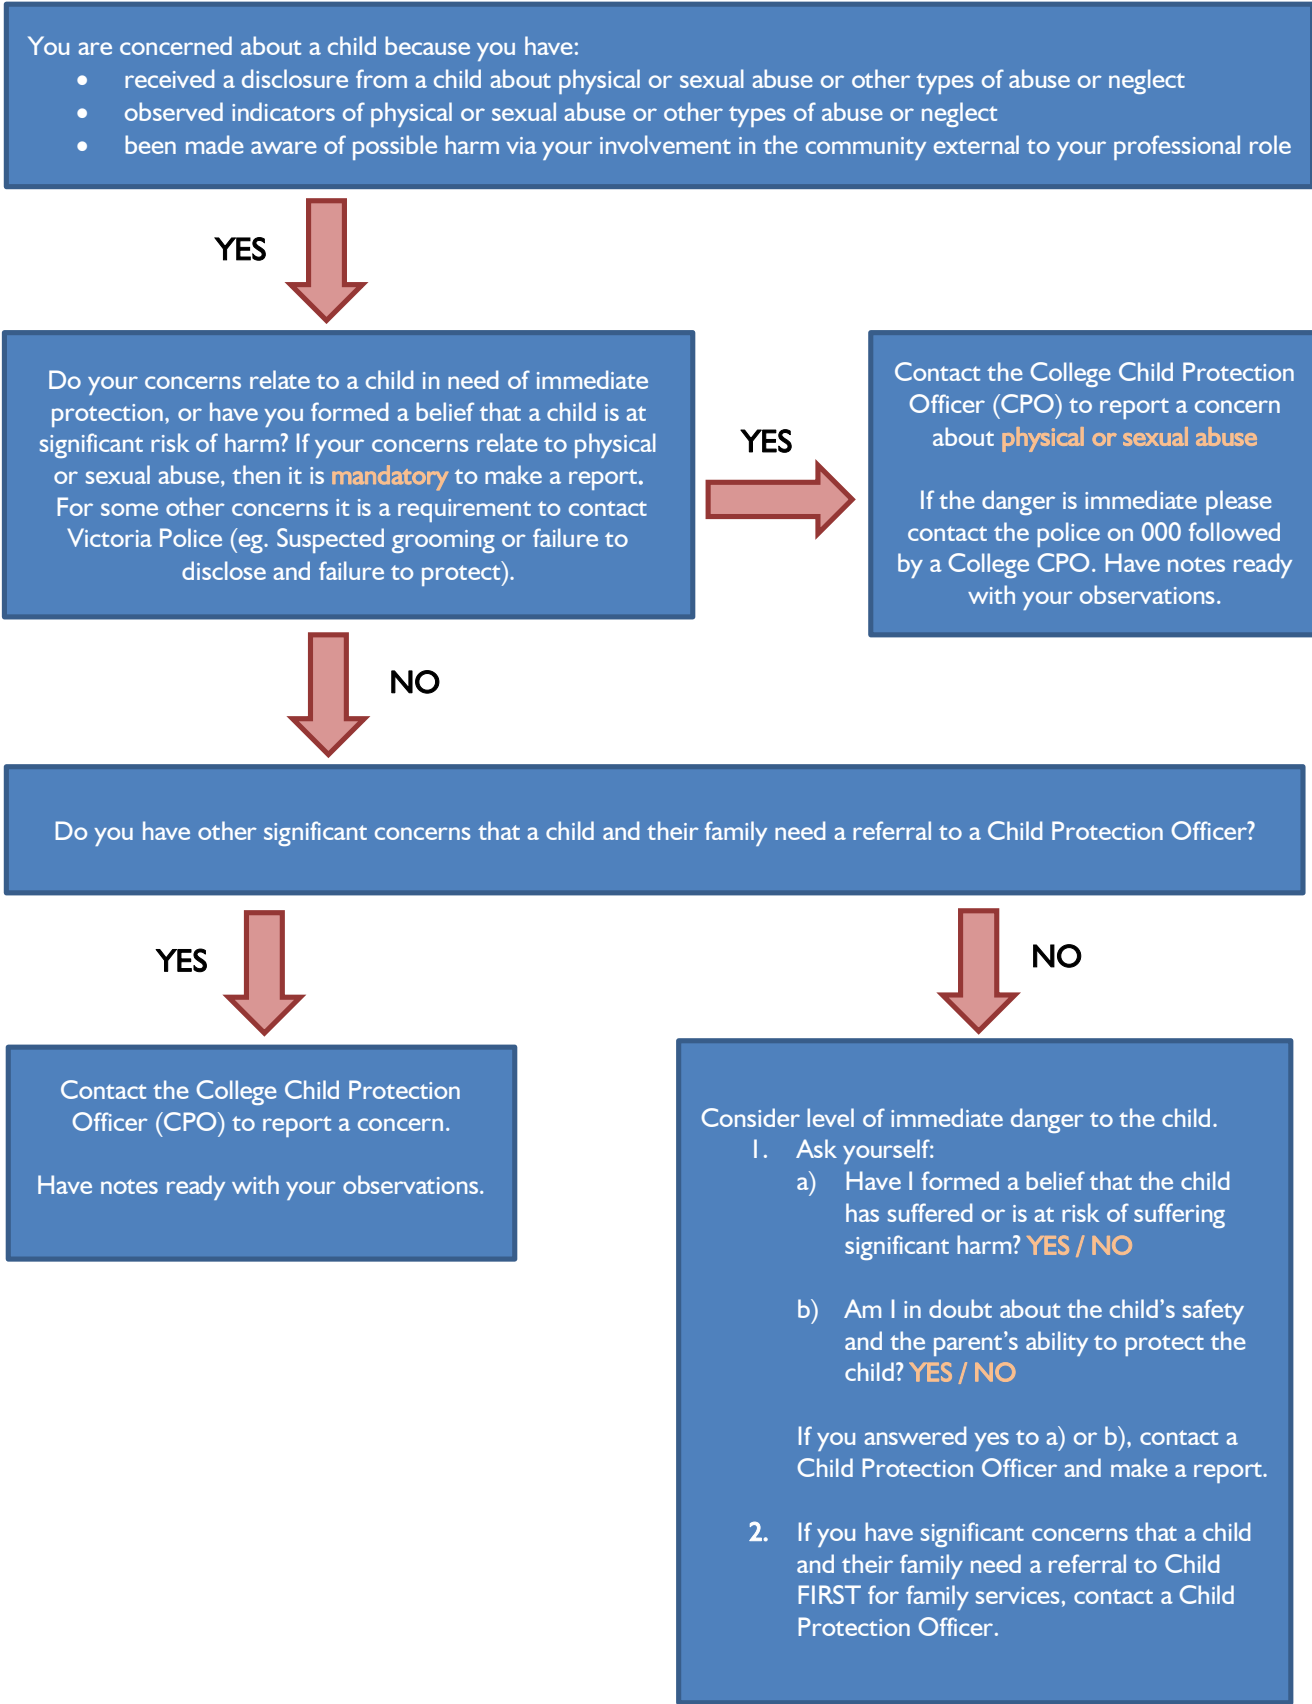 You are concerned about a child because you have:
• received a disclosure from a child about physical or sexual abuse or other types of abuse or neglect
• observed indicators of physical or sexual abuse or other types of abuse or neglect
• been made aware of possible harm via your involvement in the community external to your professional role
YES
Do your concerns relate to a child in need of immediate
protection, or have you formed a belief that a child is at
significant risk of harm? If your concerns relate to physical
or sexual abuse, then it is mandatory to make a report.
For some other concerns it is a requirement to contact
Victoria Police (eg. Suspected grooming or failure to
disclose and failure to protect).
YES
Contact the College Child Protection
Officer (CPO) to report a concern
about physical or sexual abuse
If the danger is immediate please
contact the police on 000 followed
by a College CPO. Have notes ready
with your observations.
NO
Do you have other significant concerns that a child and their family need a referral to a Child Protection Officer?
YES
Contact the College Child Protection
Officer (CPO) to report a concern.
Have notes ready with your observations.
NO
Consider level of immediate danger to the child.
1. Ask yourself:
a) Have I formed a belief that the child
has suffered or is at risk of suffering
significant harm? YES / NO
b) Am I in doubt about the child's safety
and the parent's ability to protect the
child? YES / NO
If you answered yes to a) or b), contact a
Child Protection Officer and make a report.
2. If you have significant concerns that a child
and their family need a referral to Child
FIRST for family services, contact a Child
Protection Officer.